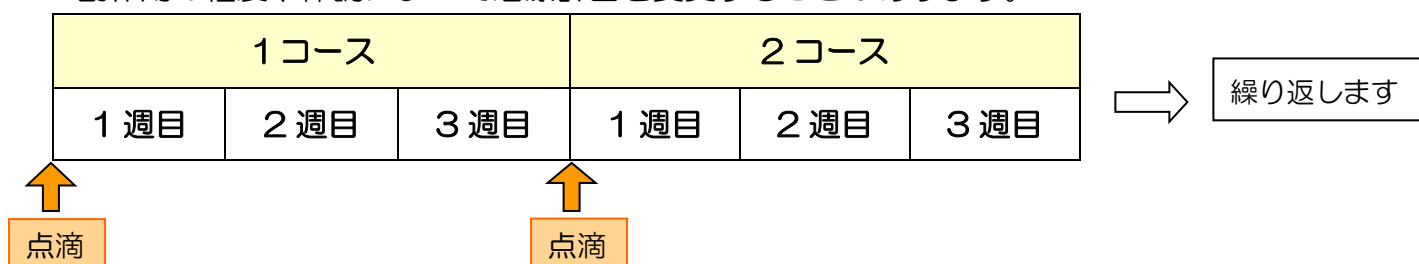 １コース ２コース
１週目 ２週目 ３週目 １週目 ２週目 ３週目
繰り返します
点滴 点滴